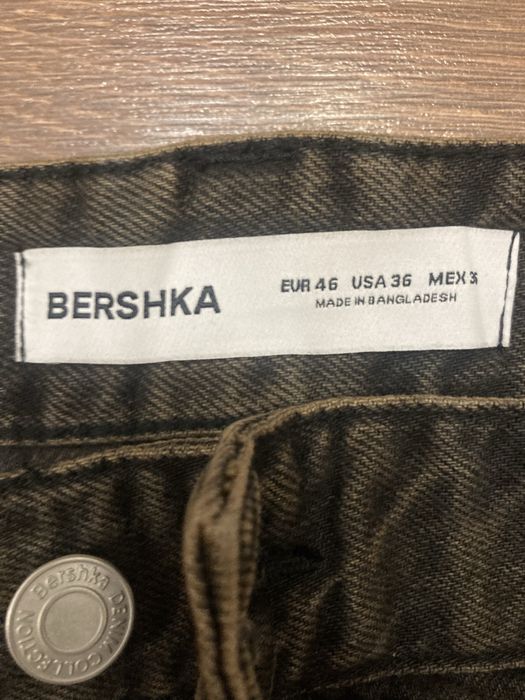 BERSHKA
EUR 46 USA 36 MEX
MADE IN BANGLADESH
Bershka DENIM COLLECTION